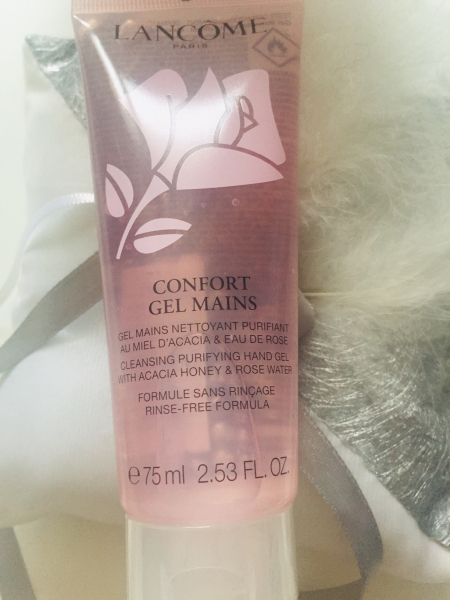 LANCÔME
PARIS
CONFORT
GEL MAINS
GEL MAINS NETTOYANT PURIFIANT
AU MIEL D'ACACIA & EAU DE ROSE
CLEANSING PURIFYING HAND GEL
WITH ACACIA HONEY & ROSE WATER
FORMULE SANS RINÇAGE
RINSE-FREE FORMULA
e 75 ml 2.53 FL. OZ.